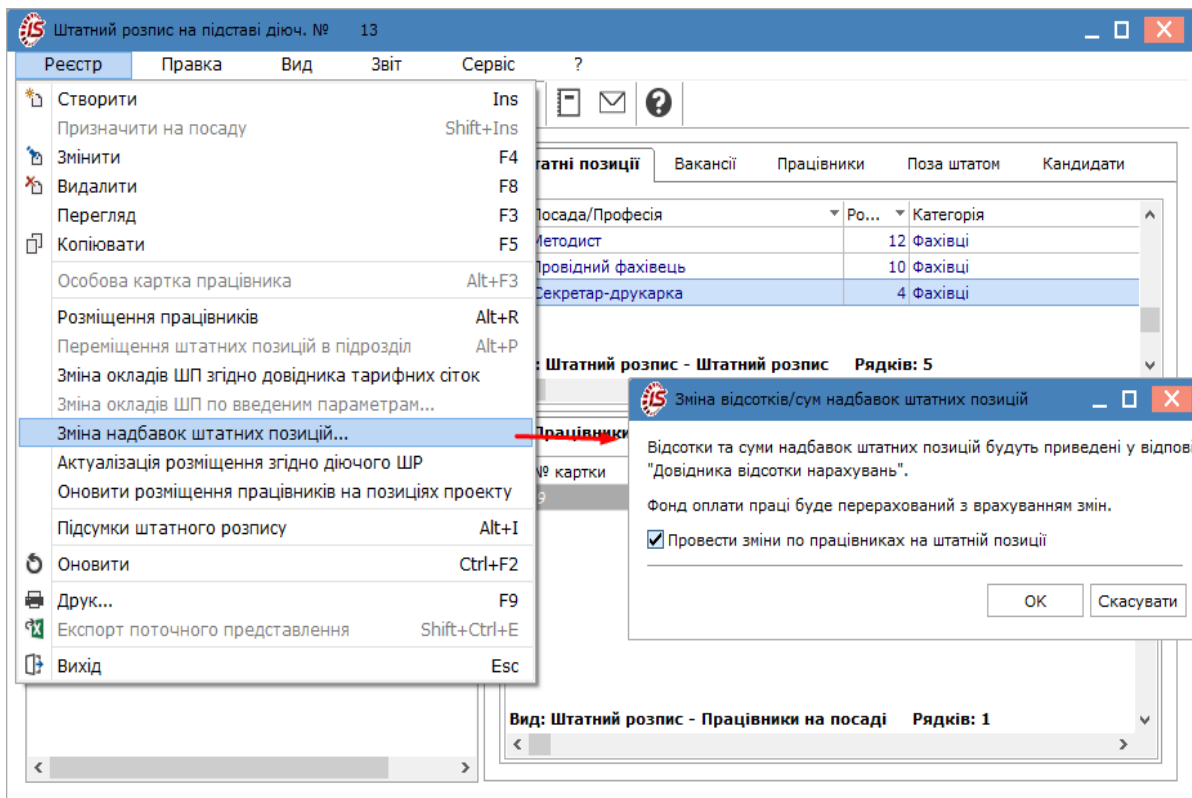 Штатний розпис на підставі діюч. № 13
Реєстр Правка Вид Звіт Сервіс ?
Створити Ins
Призначити на посаду Shift+Ins
Змінити F4
Видалити F8
Перегляд F3
Копіювати F5
Особова картка працівника Alt+F3
Розміщення працівників Alt+R
Переміщення штатних позицій в підрозділ Alt+P
Зміна окладів ШП згідно довідника тарифних сіток
Зміна окладів ШП по введеним параметрам...
Зміна надбавок штатних позицій...
Актуалізація розміщення згідно діючого ШР
Оновити розміщення працівників на позиціях проекту
Підсумки штатного розпису Alt+I
Оновити Ctrl+F2
Друк... F9
Експорт поточного представлення Shift+Ctrl+E
Вихід Esc
позиції Вакансії Працівники Поза штатом Кандидати
Посада/Професія Ро... Категорія
Методист 12 Фахівці
Провідний фахівець 10 Фахівці
Секретар-друкарка 4 Фахівці
: Штатний розпис - Штатний розпис Рядків: 5
Працівники
№ картки
9
Зміна відсотків/сум надбавок штатних позицій
Відсотки та суми надбавок штатних позицій будуть приведені у відпові
"Довідника відсотки нарахувань".
Фонд оплати праці буде перерахований з врахуванням змін.
Провести зміни по працівниках на штатній позиції
OK Скасувати
Вид: Штатний розпис - Працівники на посаді Рядків: 1